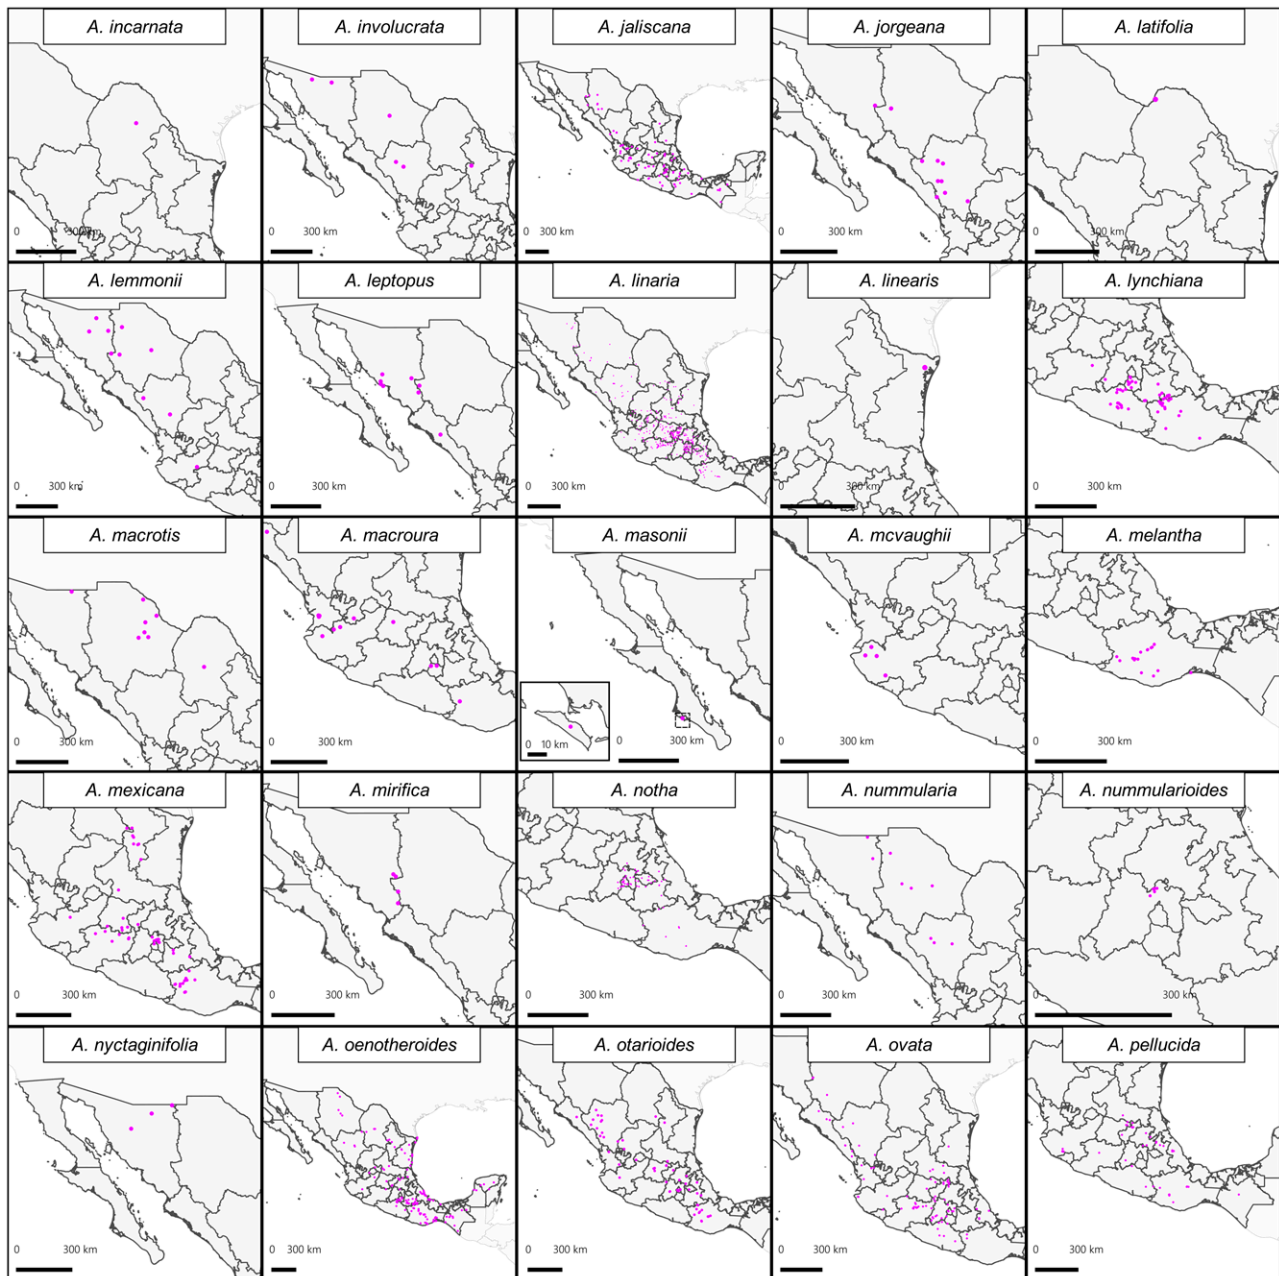 A. incarnata
A. involucrata
A. jaliscana
A. jorgeana
A. latifolia
0 300 km
0 300 km
0 300 km
0 300 km
0 300 km
A. lemmonii
A. leptopus
A. linaria
A. linearis
A. lynchiana
0 300 km
0 300 km
0 300 km
0 300 km
0 300 km
A. macrotis
A. macroura
A. masonii
A. mcvaughii
A. melantha
0 10 km
0 300 km
0 300 km
0 300 km
0 300 km
0 300 km
A. mexicana
A. mirifica
A. notha
A. nummularia
A. nummularioides
0 300 km
0 300 km
0 300 km
0 300 km
0 300 km
A. nyctaginifolia
A. oenotheroides
A. otarioides
A. ovata
A. pellucida
0 300 km
0 300 km
0 300 km
0 300 km
0 300 km